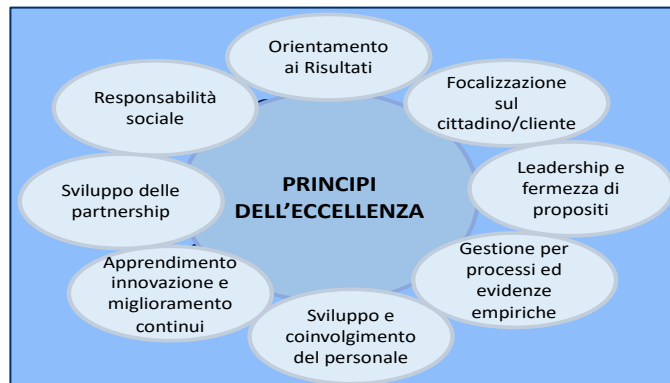 Orientamento
ai Risultati
Focalizzazione
sul
cittadino/cliente
Leadership e
fermezza di
propositi
Gestione per
processi ed
evidenze
empiriche
Sviluppo e
coinvolgimento
del personale
Apprendimento
innovazione e
miglioramento
continui
Sviluppo delle
partnership
Responsabilità
sociale
PRINCIPI
DELL’ECCELLENZA